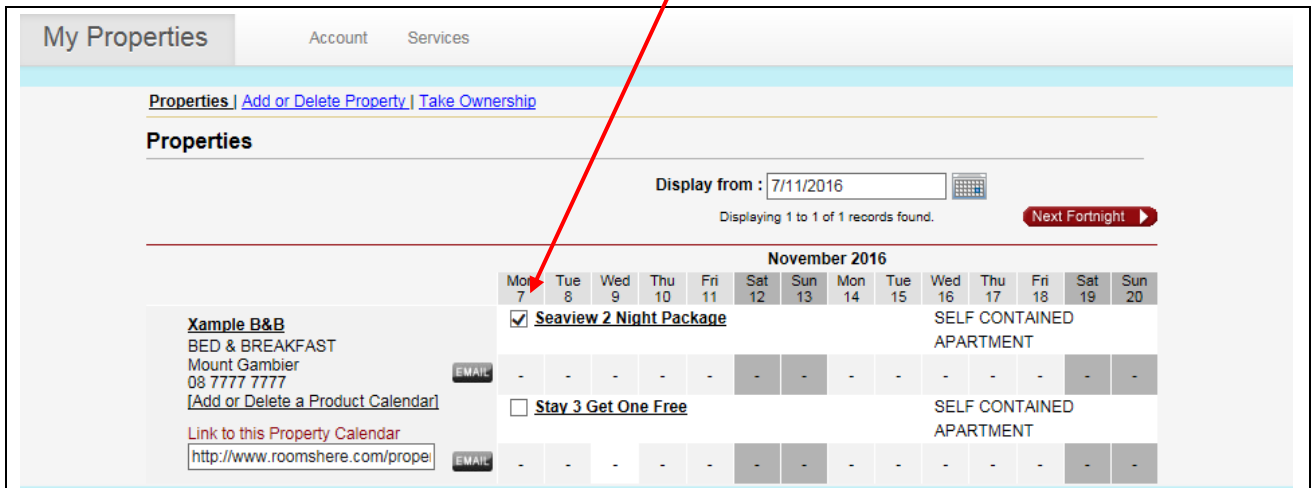 My Properties Account Services
Properties | Add or Delete Property | Take Ownership
Properties
Display from : 7/11/2016
Displaying 1 to 1 of 1 records found. Next Fortnight
November 2016
Mon Tue Wed Thu Fri Sat Sun Mon Tue Wed Thu Fri Sat Sun
7 8 9 10 11 12 13 14 15 16 17 18 19 20
Xample B&B
BED & BREAKFAST
Mount Gambier
08 7777 7777
[Add or Delete a Product Calendar]
Link to this Property Calendar
http://www.roomshere.com/prope
Seaview 2 Night Package SELF CONTAINED
APARTMENT
EMAIL - - - - - - - - - - - - - -
Stay 3 Get One Free SELF CONTAINED
APARTMENT
EMAIL - - - - - - - - - - - - - -